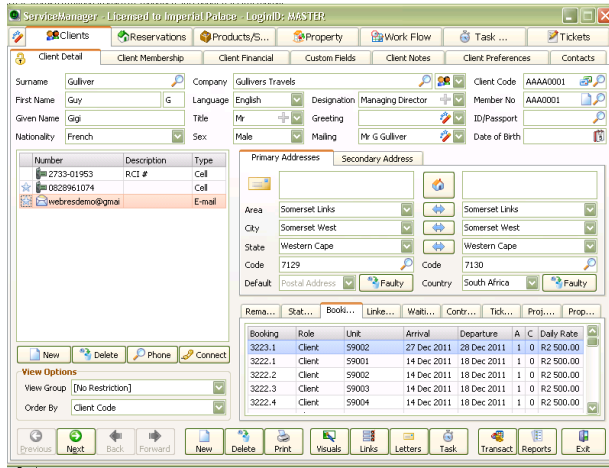 ServiceManager - Licenced to Imperial Palace - LoginID: MASTER
Clients Reservations Products/S... Property Work Flow Task ... Tickets
Client Detail Client Membership Client Financial Custom Fields Client Notes Client Preferences Contacts
Surname Gulliver Company Gullivers Travels Client Code AAAA0001
First Name Guy G Language English Designation Managing Director Member No AAAA0001
Given Name Gigi Title Mr Greeting ID/Passport
Nationality French Sex Male Mailing Mr G Gulliver Date of Birth
Number Description Type
2733-01953 RCI # Cell
0828961074 Cell
webresdemo@gmai E-mail
Primary Addresses Secondary Address
Area Somerset Links Somerset Links
City Somerset West Somerset West
State Western Cape Western Cape
Code 7129 Code 7130
Default Postal Address Faulty Country South Africa Faulty
Rema... Stat... Booki... Linke... Waiti... Contr... Tick... Proj.... Prop...
Booking Role Unit Arrival Departure A C Daily Rate
3223.1 Client S9002 27 Dec 2011 28 Dec 2011 1 0 R2 500.00
3222.1 Client S9001 14 Dec 2011 18 Dec 2011 1 0 R2 500.00
3222.2 Client S9002 14 Dec 2011 18 Dec 2011 1 0 R2 500.00
3222.3 Client S9003 14 Dec 2011 18 Dec 2011 1 0 R2 500.00
3222.4 Client S9004 14 Dec 2011 18 Dec 2011 1 0 R2 500.00
New Delete Phone Connect
View Options
View Group [No Restriction]
Order By Client Code
Previous Next Back Forward New Delete Print Visuals Links Letters Task Transact Reports Exit